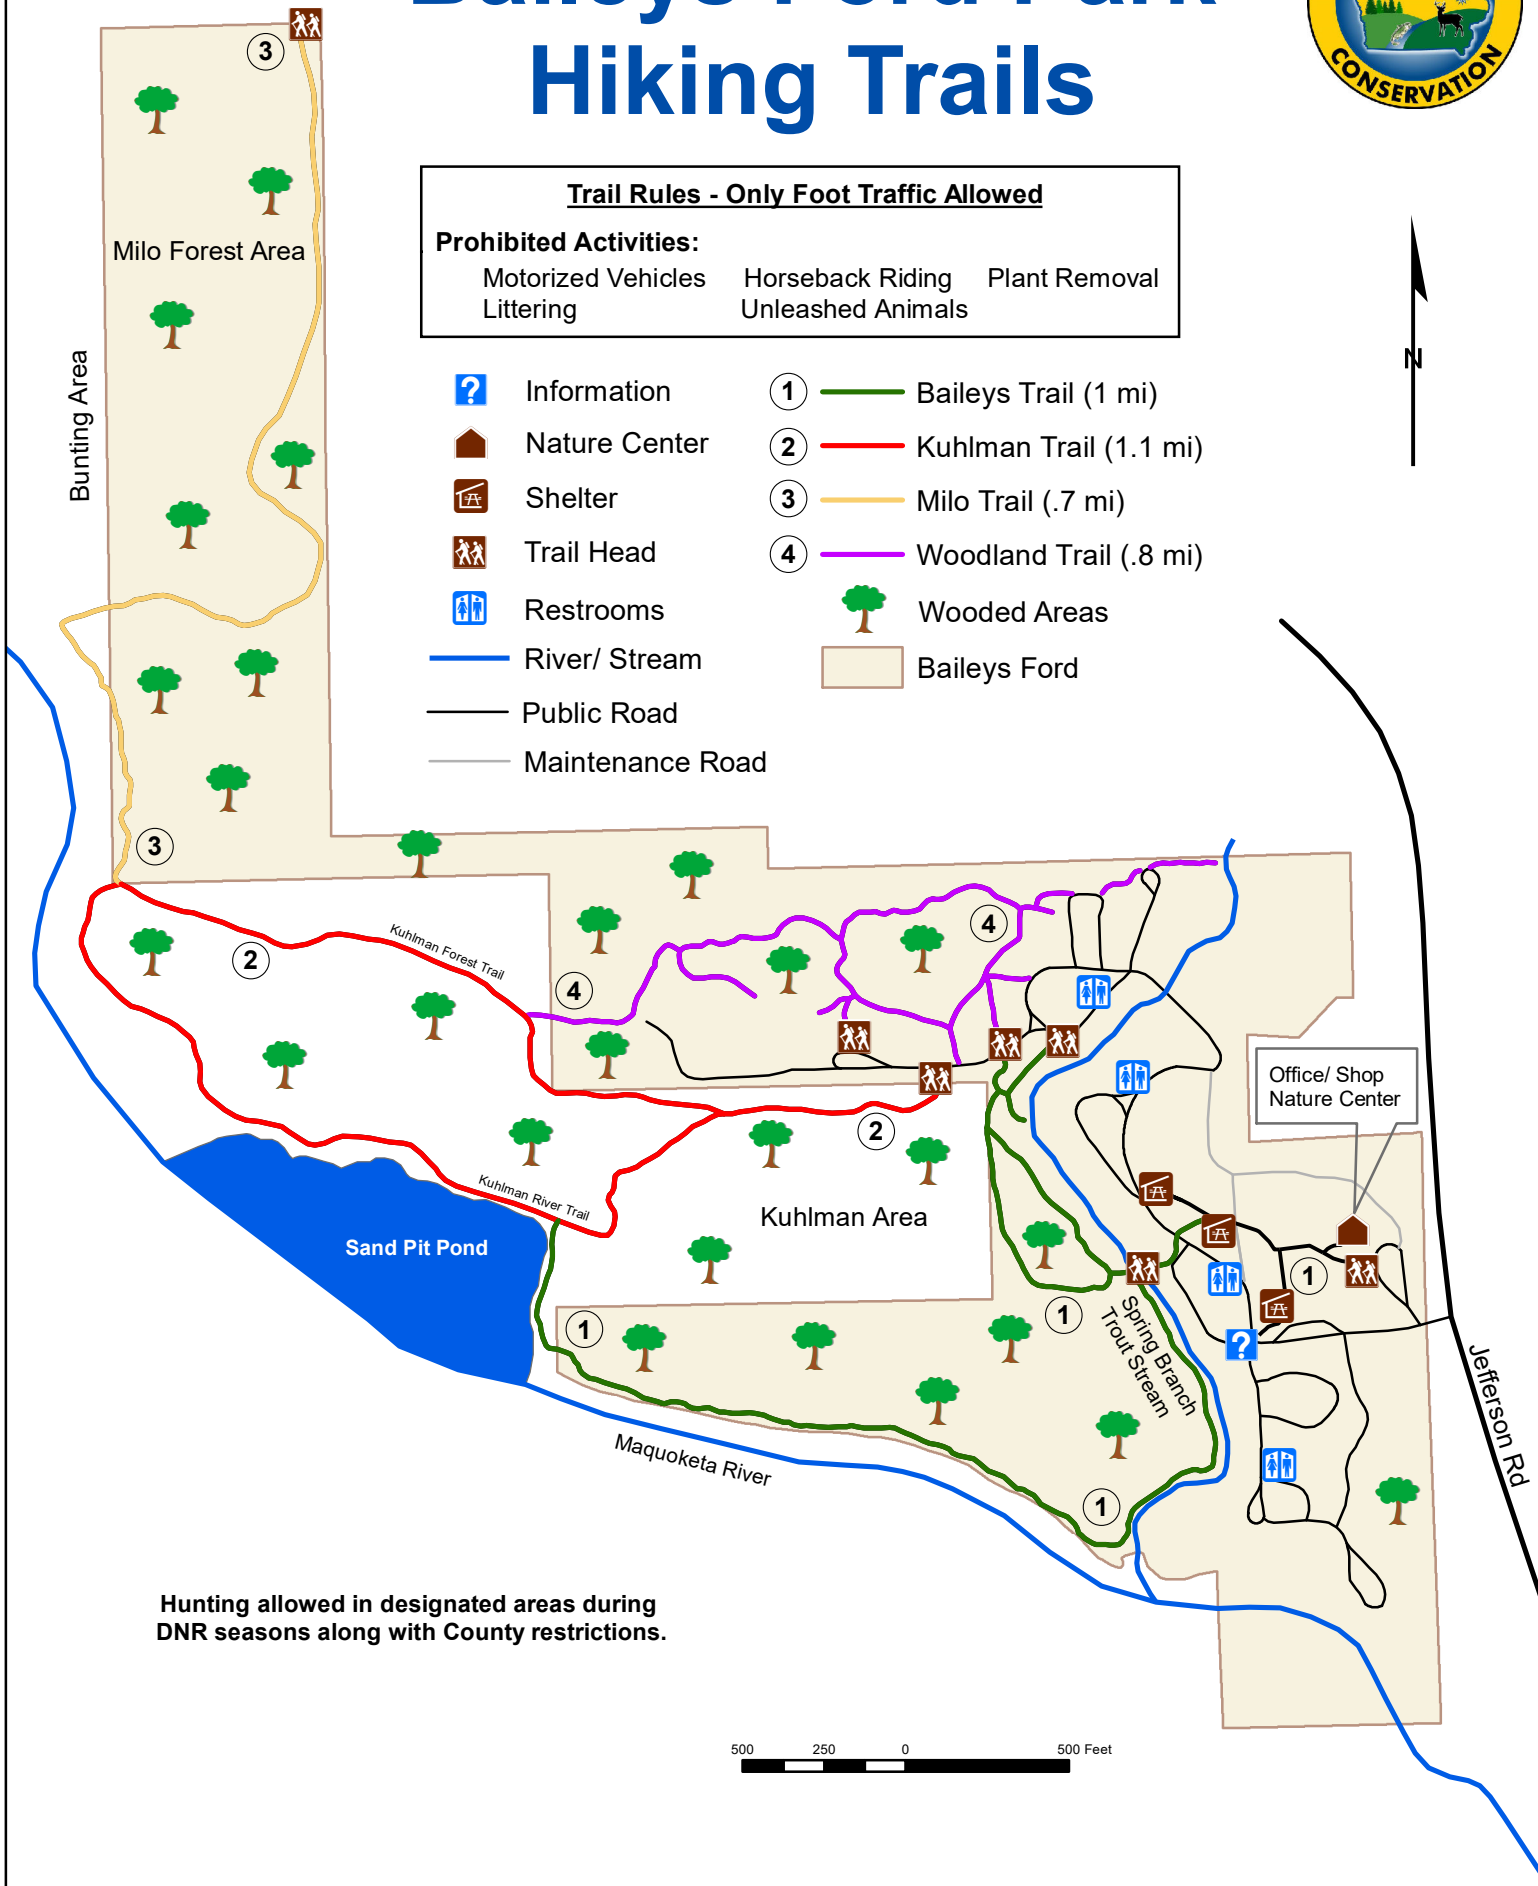 Baileys Ford Park
Hiking Trails
CONSERVATION
Trail Rules - Only Foot Traffic Allowed
Prohibited Activities:
Motorized Vehicles Horseback Riding Plant Removal
Littering Unleashed Animals
N
Information
Nature Center
Shelter
Trail Head
Restrooms
River/ Stream
Public Road
Maintenance Road
1 Baileys Trail (1 mi)
2 Kuhlman Trail (1.1 mi)
3 Milo Trail (.7 mi)
4 Woodland Trail (.8 mi)
Wooded Areas
Baileys Ford
?
3
Milo Forest Area
Bunting Area
3
2
Kuhlman Forest Trail
4
4
Office/ Shop
Nature Center
2
Kuhlman River Trail
Kuhlman Area
Sand Pit Pond
1
1
1
?
Spring Branch
Trout Stream
Jefferson Rd
Maquoketa River
1
Hunting allowed in designated areas during
DNR seasons along with County restrictions.
500 250 0 500 Feet